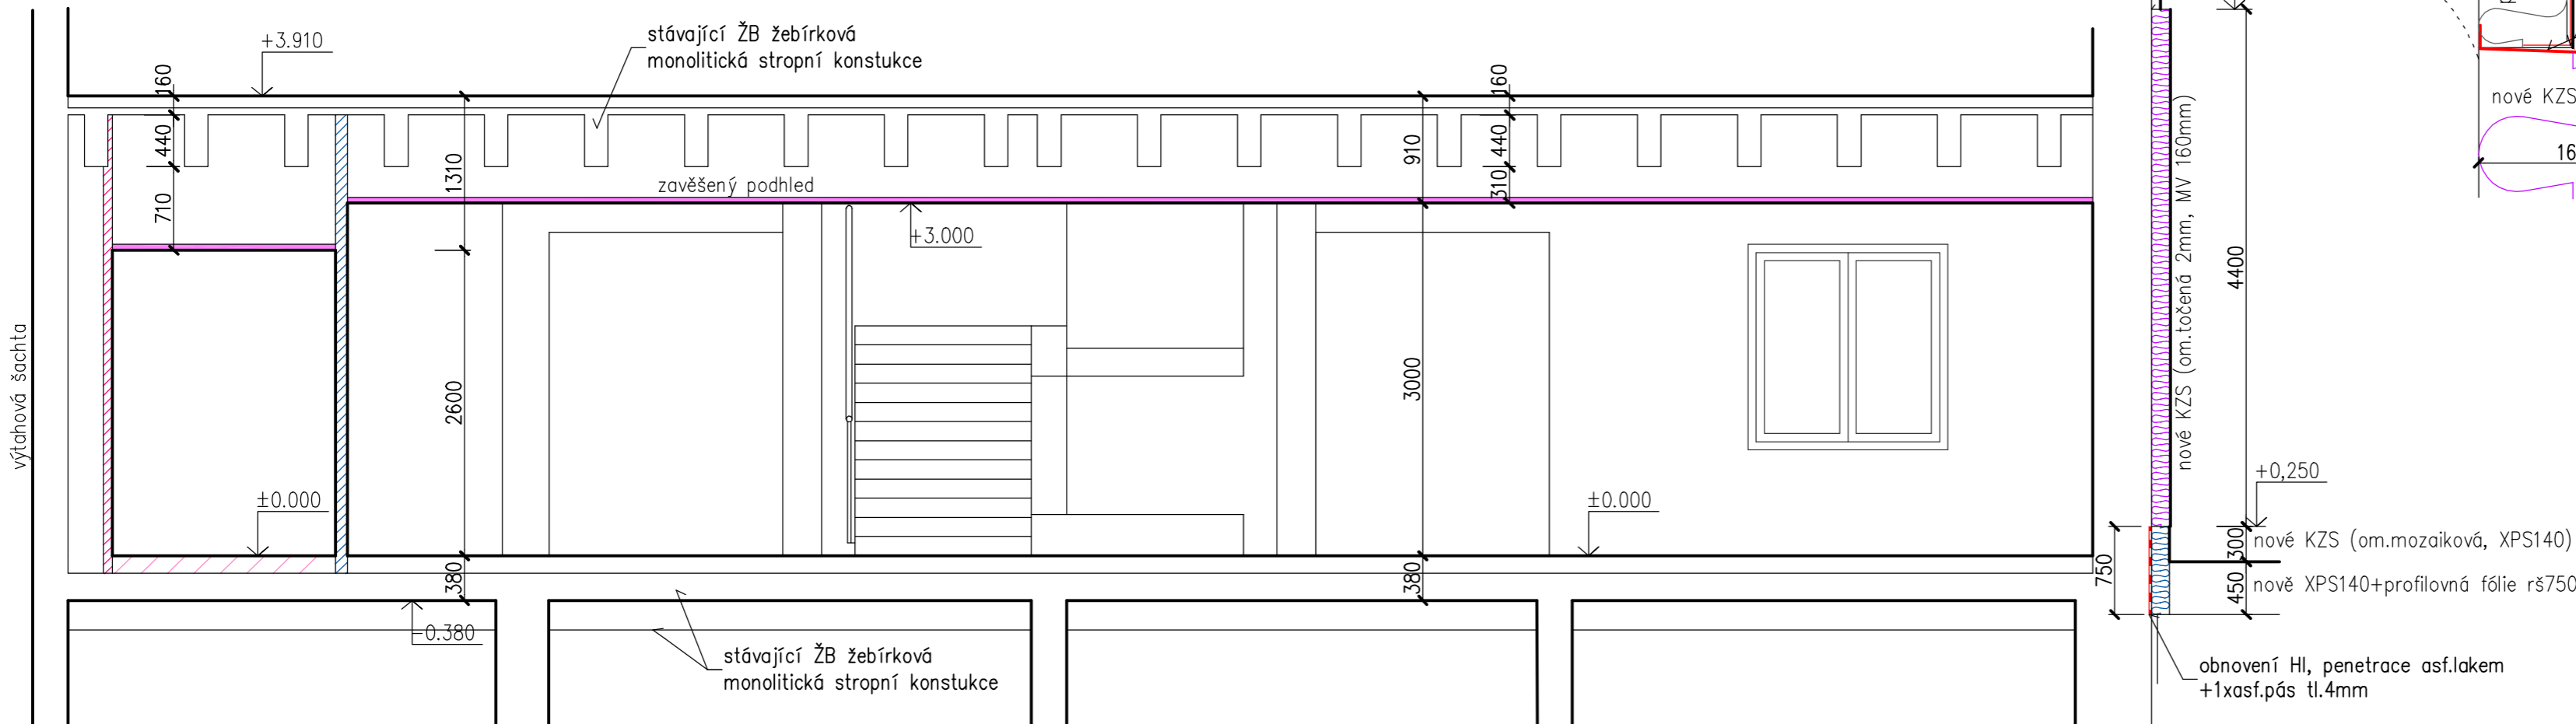 +3.910
stávající ŽB žebírková
monolitická stropní konstukce
160
440
710
1310
2600
380
výtahová šachta
±0.000
zavěšený podhled
+3.000
910
160
440
310
3000
380
±0.000
-0.380
stávající ŽB žebírková
monolitická stropní konstukce
nové KZS (om.točená 2mm, MV 160mm)
4400
+0,250
300
450
750
nové KZS (om.mozaiková, XPS140)
nově XPS140+profilovná fólie rš750
obnovení HI, penetrace asf.lakem
+1xasf.pás tl.4mm
nové KZS
16